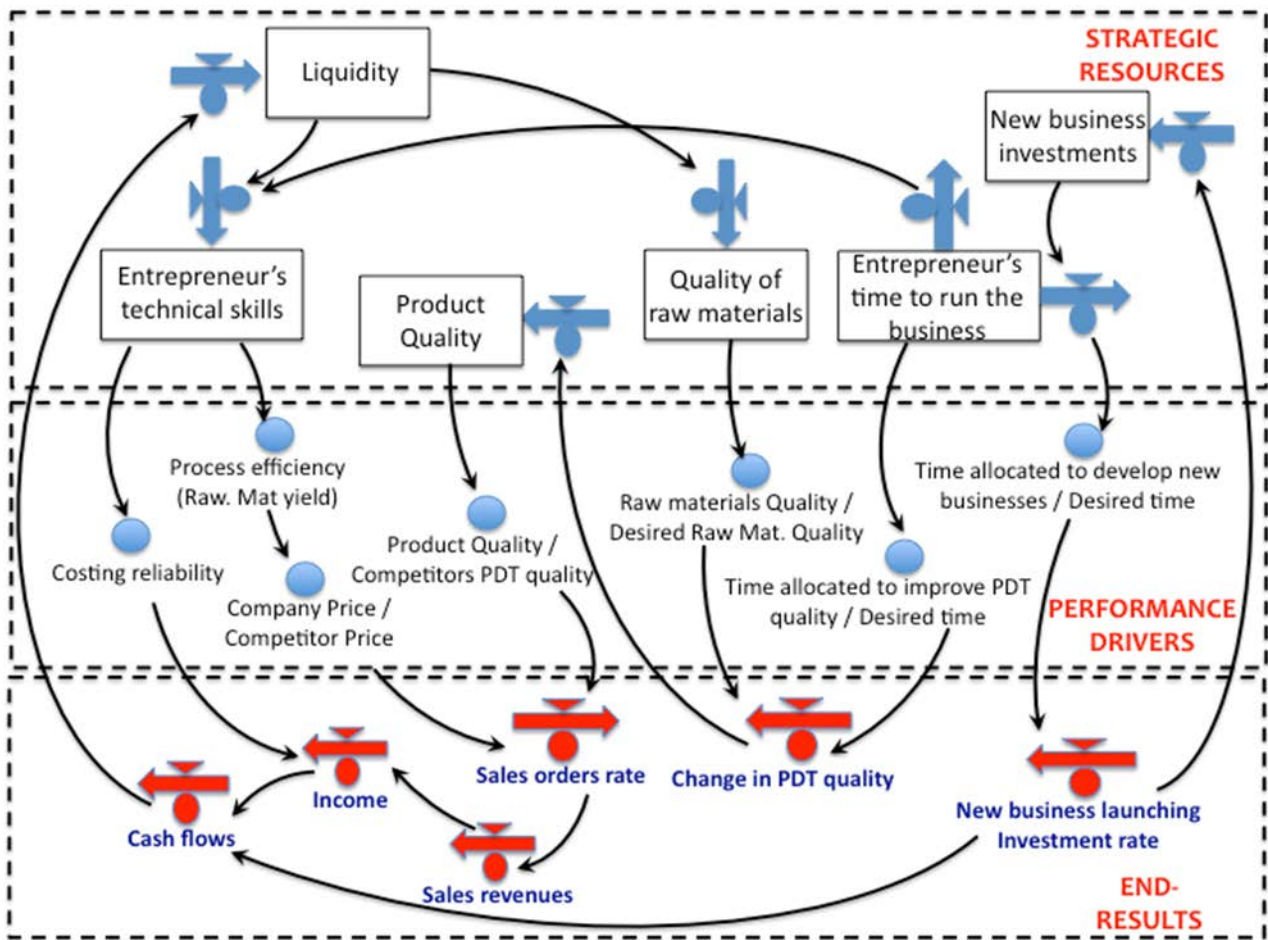 STRATEGIC
RESOURCES
Liquidity
New business
investments
Entrepreneur's
technical skills
Product
Quality
Quality of
raw materials
Entrepreneur's
time to run the
business
Process efficiency
(Raw. Mat yield)
Costing reliability
Company Price /
Competitor Price
Product Quality /
Competitors PDT quality
Raw materials Quality /
Desired Raw Mat. Quality
Time allocated to improve PDT
quality / Desired time
Time allocated to develop new
businesses / Desired time
PERFORMANCE
DRIVERS
Cash flows
Income
Sales orders rate
Sales revenues
Change in PDT quality
New business launching
Investment rate
END-
RESULTS